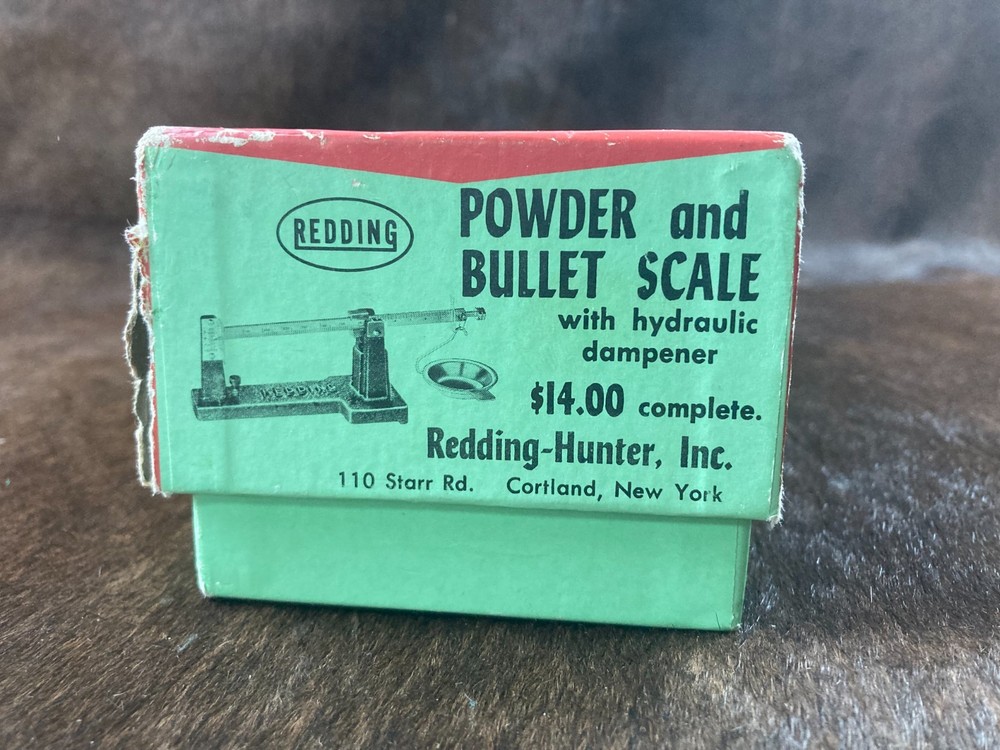 REDDING
POWDER and
BULLET SCALE
with hydraulic
dampener
REDDING
$14.00 complete.
Redding-Hunter, Inc.
110 Starr Rd. Cortland, New York